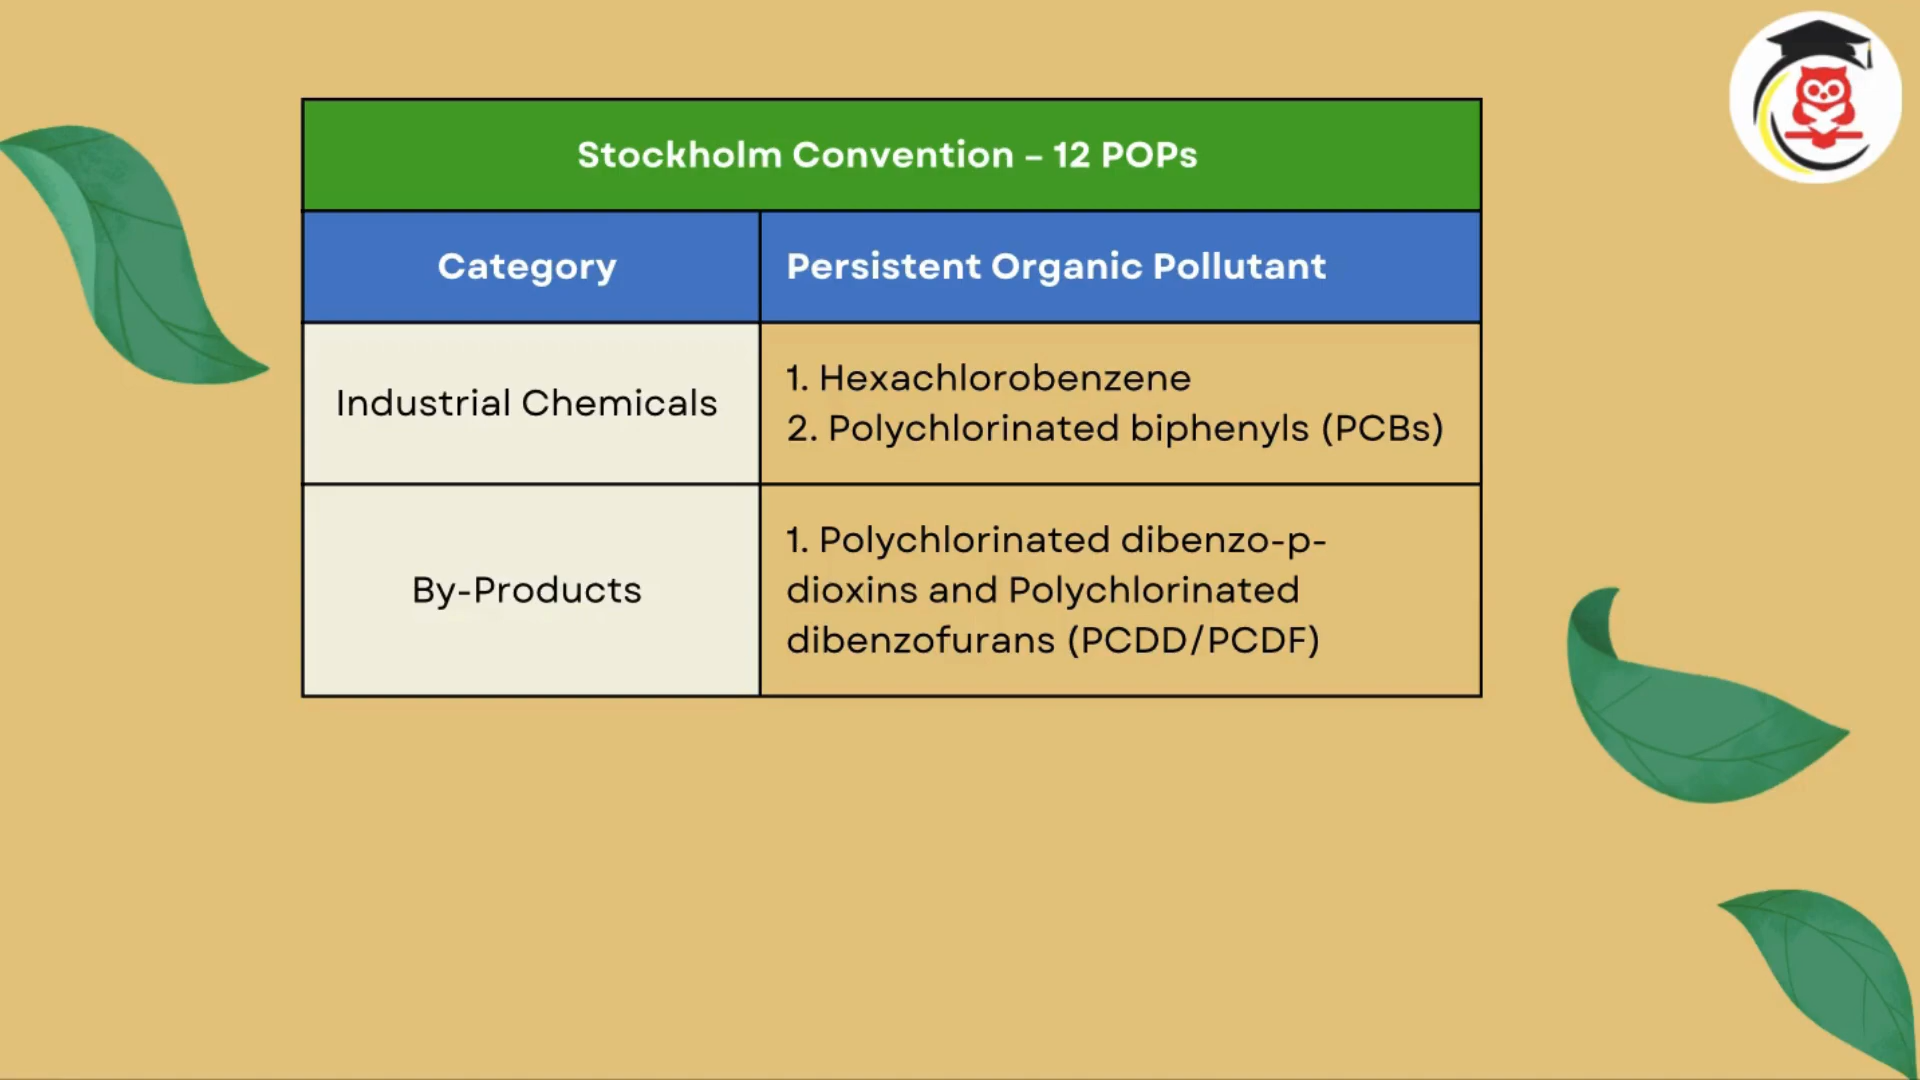 Stockholm Convention – 12 POPs
Category
Persistent Organic Pollutant
Industrial Chemicals
1. Hexachlorobenzene
2. Polychlorinated biphenyls (PCBs)
By-Products
1. Polychlorinated dibenzo-p-
dioxins and Polychlorinated
dibenzofurans (PCDD/PCDF)